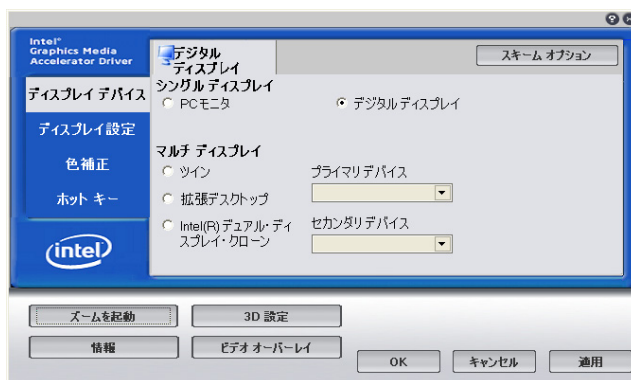 Intel®
Graphics Media
Accelerator Driver
デジタル
ディスプレイ
スキーム オプション
ディスプレイ デバイス
ディスプレイ設定
色補正
ホット キー
intel
シングル ディスプレイ
PCモニタ
デジタル ディスプレイ
マルチ ディスプレイ
ツイン
プライマリ デバイス
拡張デスクトップ
Intel(R) デュアル・ディ
スプレイ・クローン
セカンダリ デバイス
ズームを起動
3D 設定
情報
ビデオ オーバーレイ
OK
キャンセル
適用